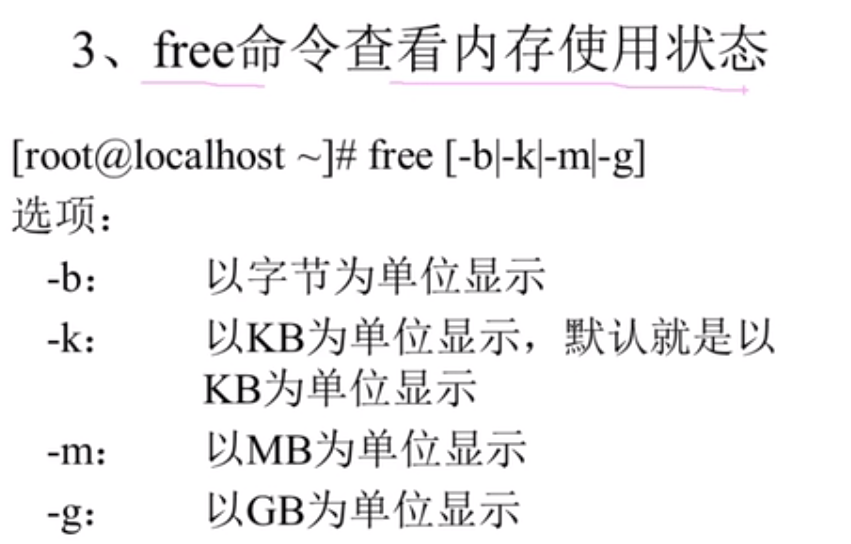 3、free命令查看内存使用状态
[root@localhost ~]# free [-b|-k|-m|-g]
选项：
-b： 以字节为单位显示
-k： 以KB为单位显示，默认就是以
KB为单位显示
-m： 以MB为单位显示
-g： 以GB为单位显示